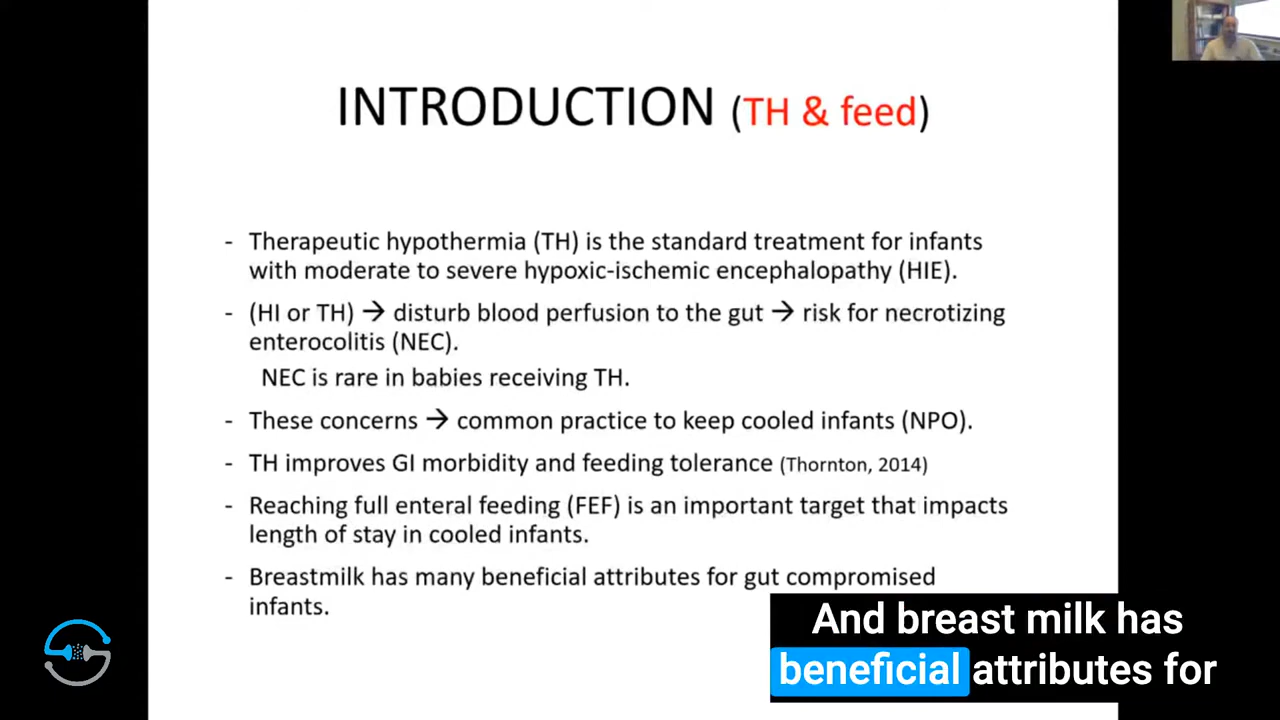 INTRODUCTION (TH & feed)
- Therapeutic hypothermia (TH) is the standard treatment for infants
with moderate to severe hypoxic-ischemic encephalopathy (HIE).
- (HI or TH) → disturb blood perfusion to the gut → risk for necrotizing
enterocolitis (NEC).
NEC is rare in babies receiving TH.
- These concerns → common practice to keep cooled infants (NPO).
- TH improves GI morbidity and feeding tolerance (Thornton, 2014)
- Reaching full enteral feeding (FEF) is an important target that impacts
length of stay in cooled infants.
- Breastmilk has many beneficial attributes for gut compromised
infants.
And breast milk has
beneficial attributes for